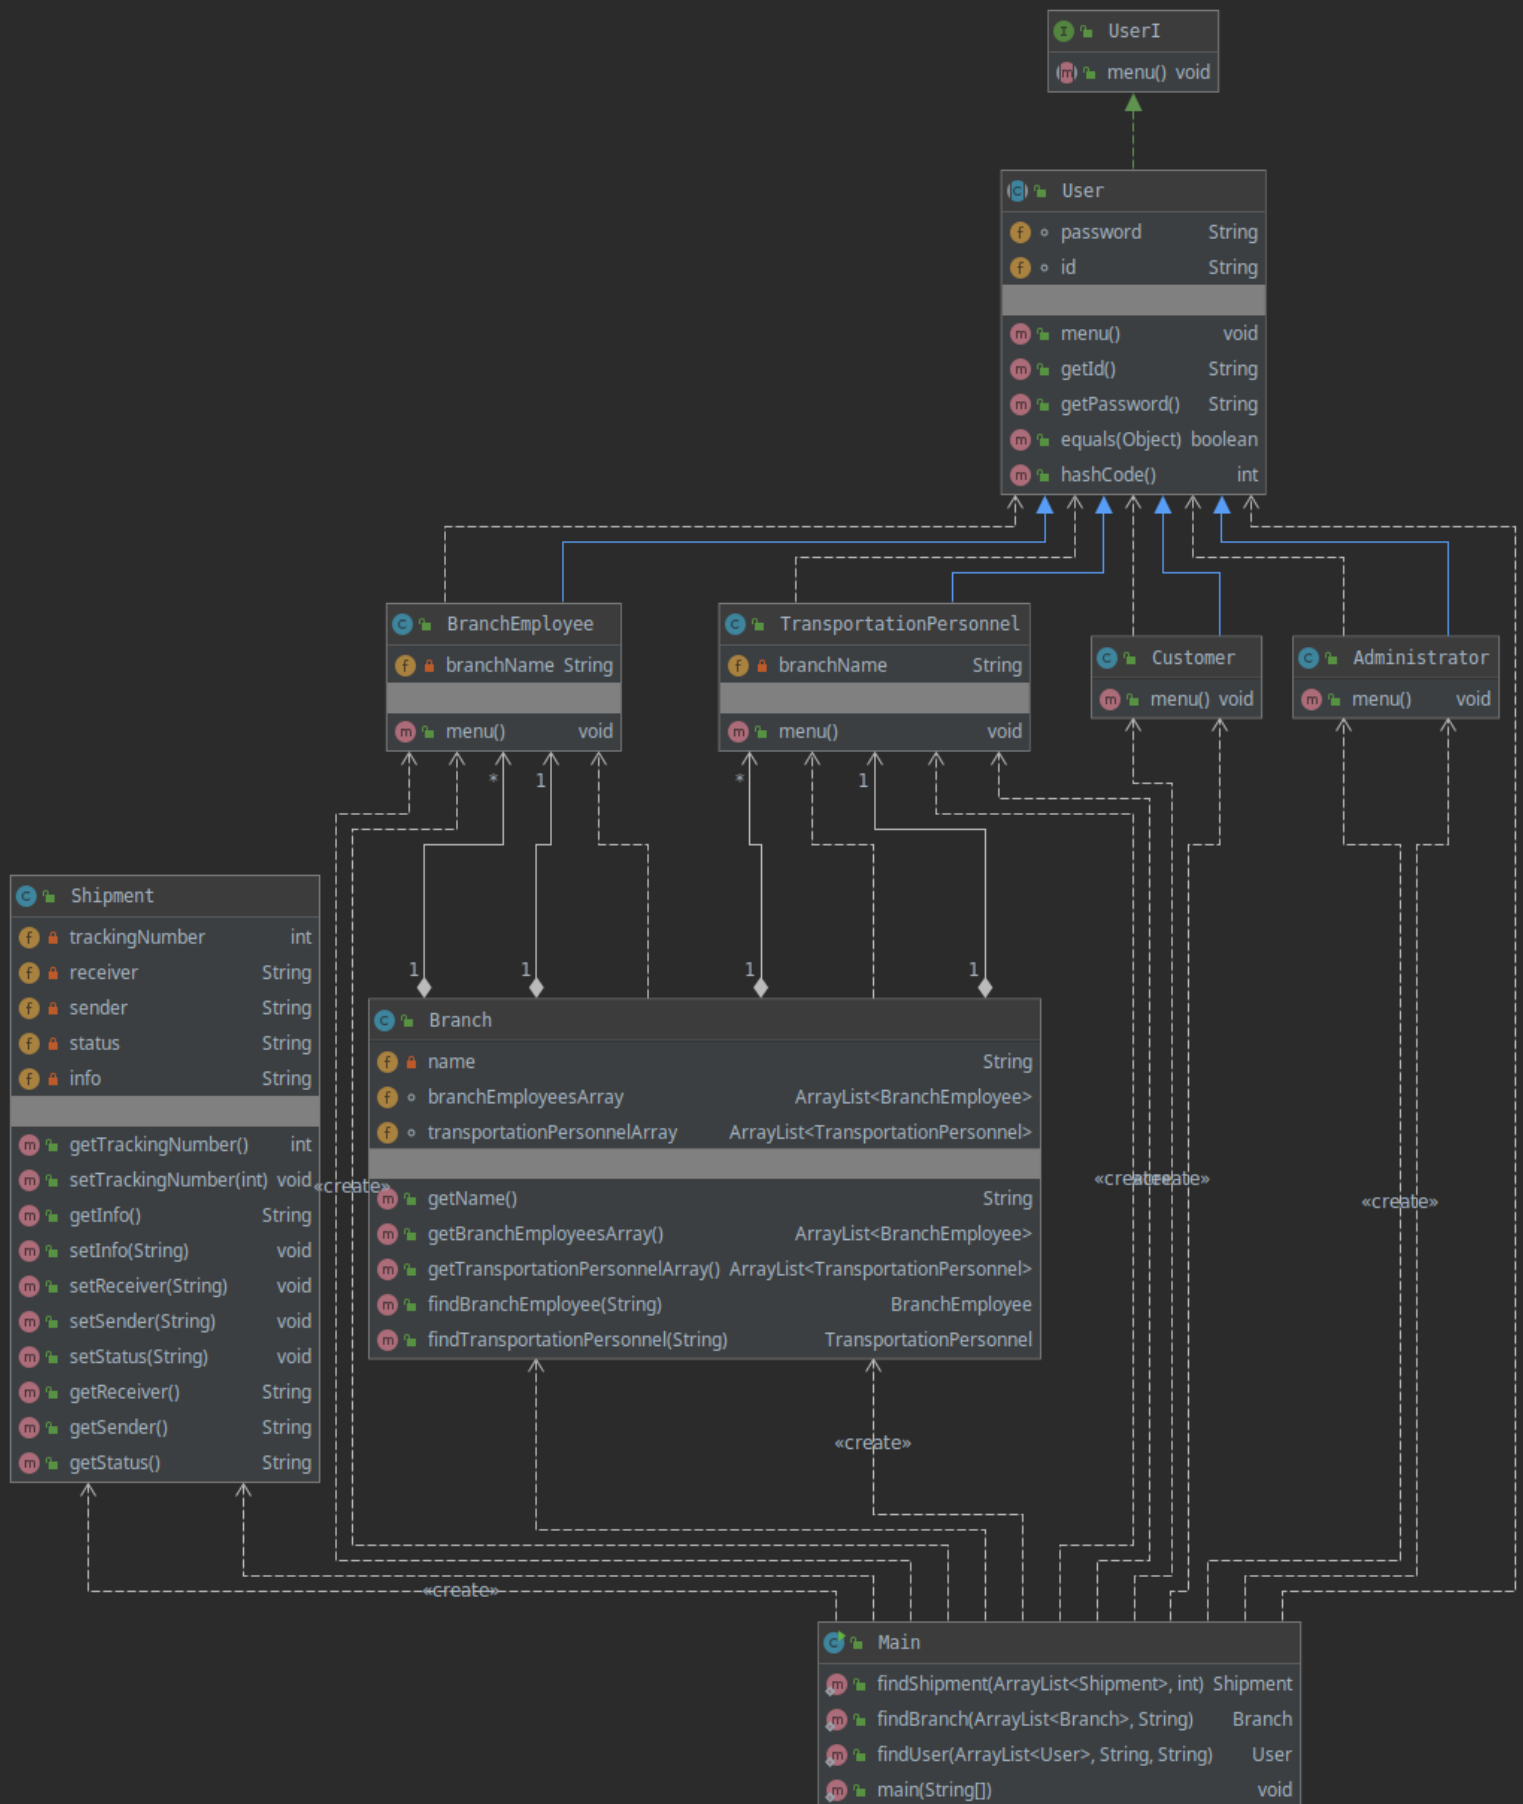 UserI
menu() void
User
password String
id String
menu() void
getId() String
getPassword() String
equals(Object) boolean
hashCode() int
BranchEmployee
branchName String
menu() void
TransportationPersonnel
branchName String
menu() void
Customer
menu() void
Administrator
menu() void
* 1
* 1
1 1 1 1
Shipment
trackingNumber int
receiver String
sender String
status String
info String
getTrackingNumber() int
setTrackingNumber(int) void
getInfo() String
setInfo(String) void
setReceiver(String) void
setSender(String) void
setStatus(String) void
getReceiver() String
getSender() String
getStatus() String
«create»
Branch
name String
branchEmployeesArray ArrayList<BranchEmployee>
transportationPersonnelArray ArrayList<TransportationPersonnel>
getName() String
getBranchEmployeesArray() ArrayList<BranchEmployee>
getTransportationPersonnelArray() ArrayList<TransportationPersonnel>
findBranchEmployee(String) BranchEmployee
findTransportationPersonnel(String) TransportationPersonnel
«create»
«create»
«create»
«create»
«create»
Main
findShipment(ArrayList<Shipment>, int) Shipment
findBranch(ArrayList<Branch>, String) Branch
findUser(ArrayList<User>, String, String) User
main(String[]) void